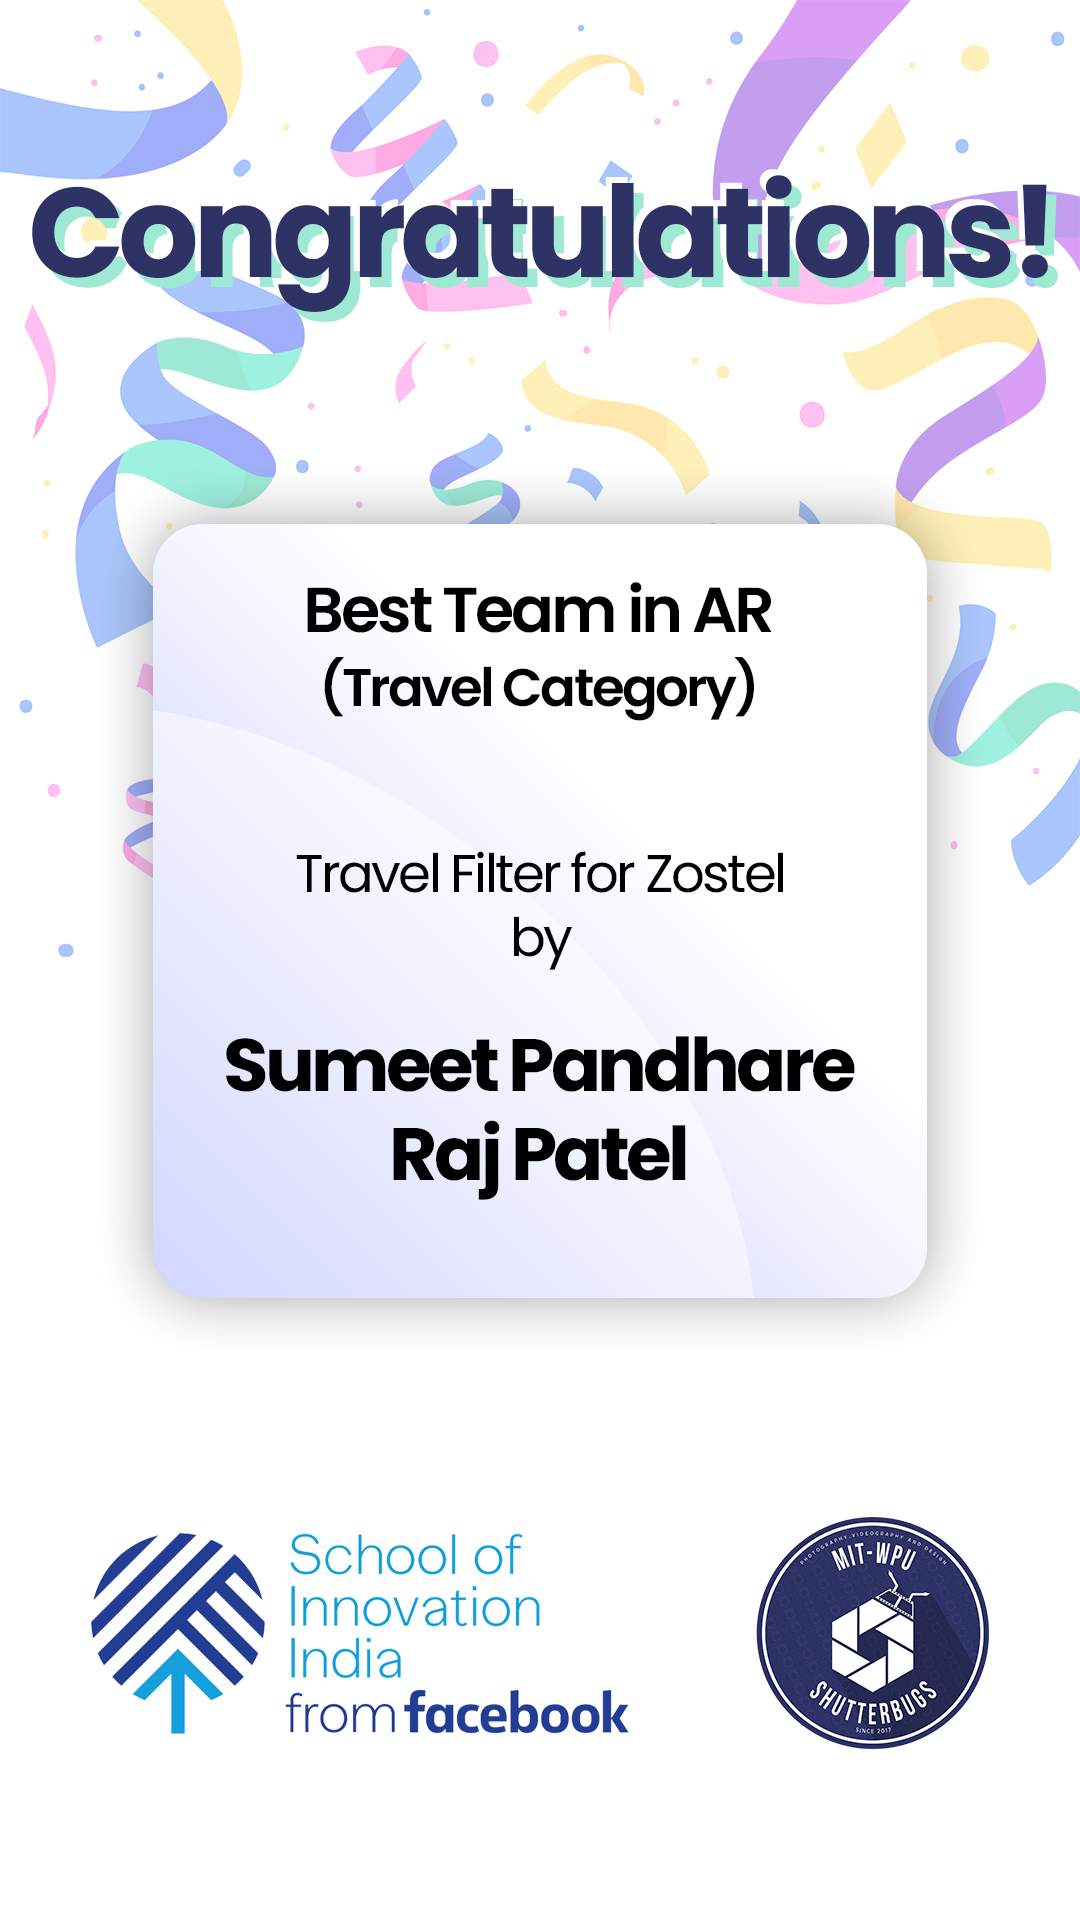 Congratulations!
Best Team in AR
(Travel Category)
Travel Filter for Zostel
by
Sumeet Pandhare
Raj Patel
School of
Innovation
India
from facebook
PHOTOGRAPHY, VIDEOGRAPHY AND DESIGN
MIT-WPU
SHUTTERBUGS
SINCE 2017